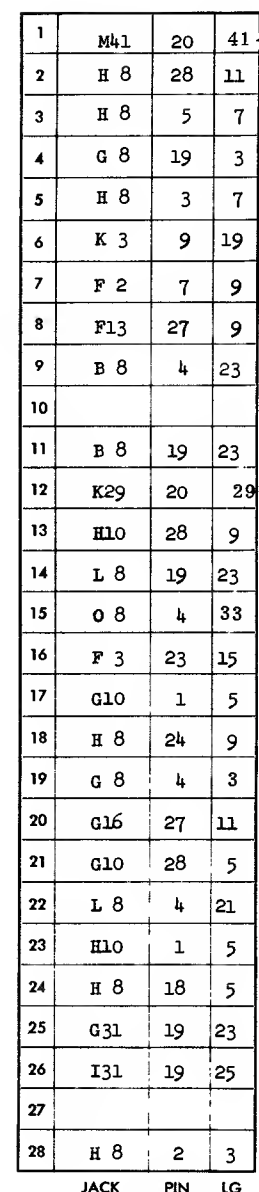 1 M41 20 41
2 H 8 28 11
3 H 8 5 7
4 G 8 19 3
5 H 8 3 7
6 K 3 9 19
7 F 2 7 9
8 F13 27 9
9 B 8 4 23
10
11 B 8 19 23
12 K29 20 29
13 H10 28 9
14 L 8 19 23
15 O 8 4 33
16 F 3 23 15
17 G10 1 5
18 H 8 24 9
19 G 8 4 3
20 G16 27 11
21 G10 28 5
22 L 8 4 21
23 H10 1 5
24 H 8 18 5
25 G31 19 23
26 I31 19 25
27
28 H 8 2 3
JACK PIN LG